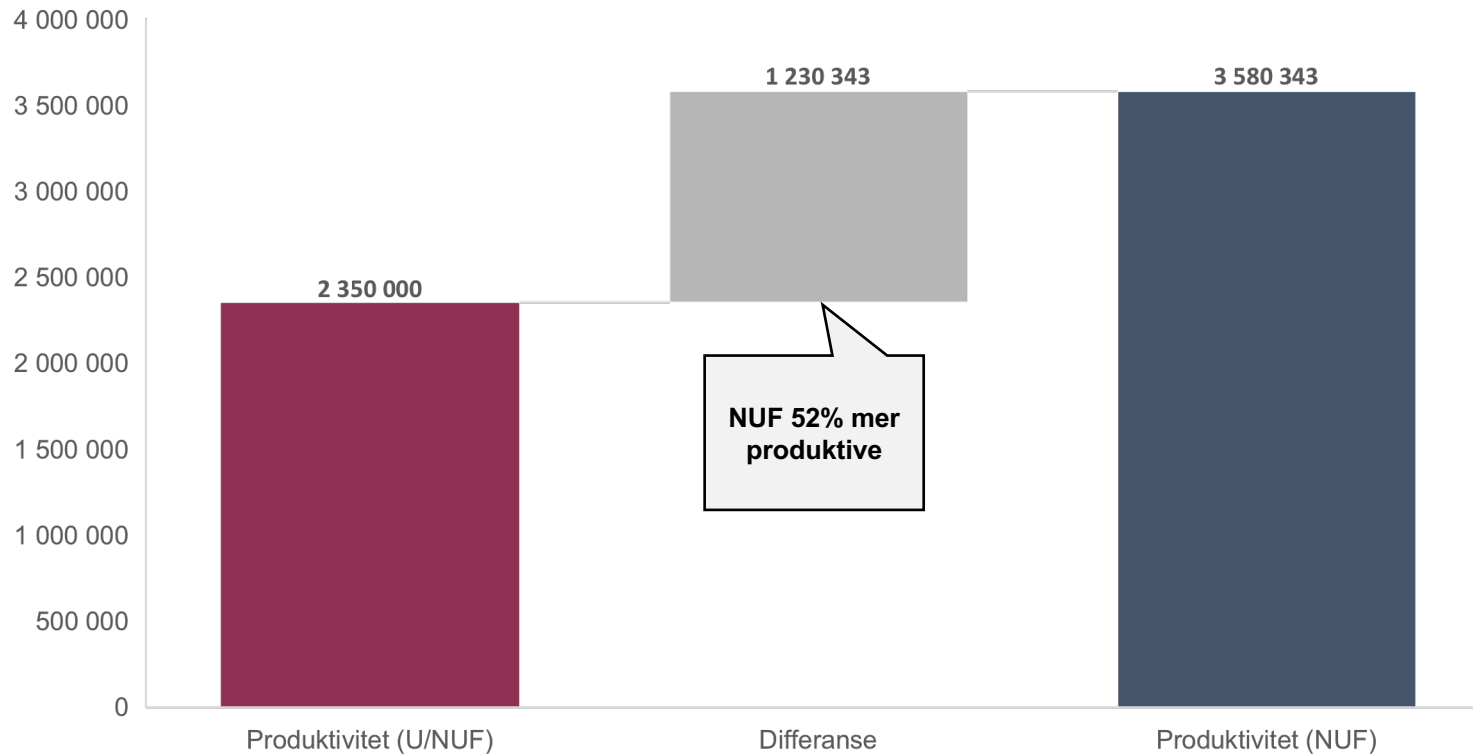 4 000 000
3 500 000
3 000 000
2 500 000
2 000 000
1 500 000
1 000 000
500 000
0
2 350 000
1 230 343
3 580 343
NUF 52% mer
produktive
Produktivitet (U/NUF)
Differanse
Produktivitet (NUF)